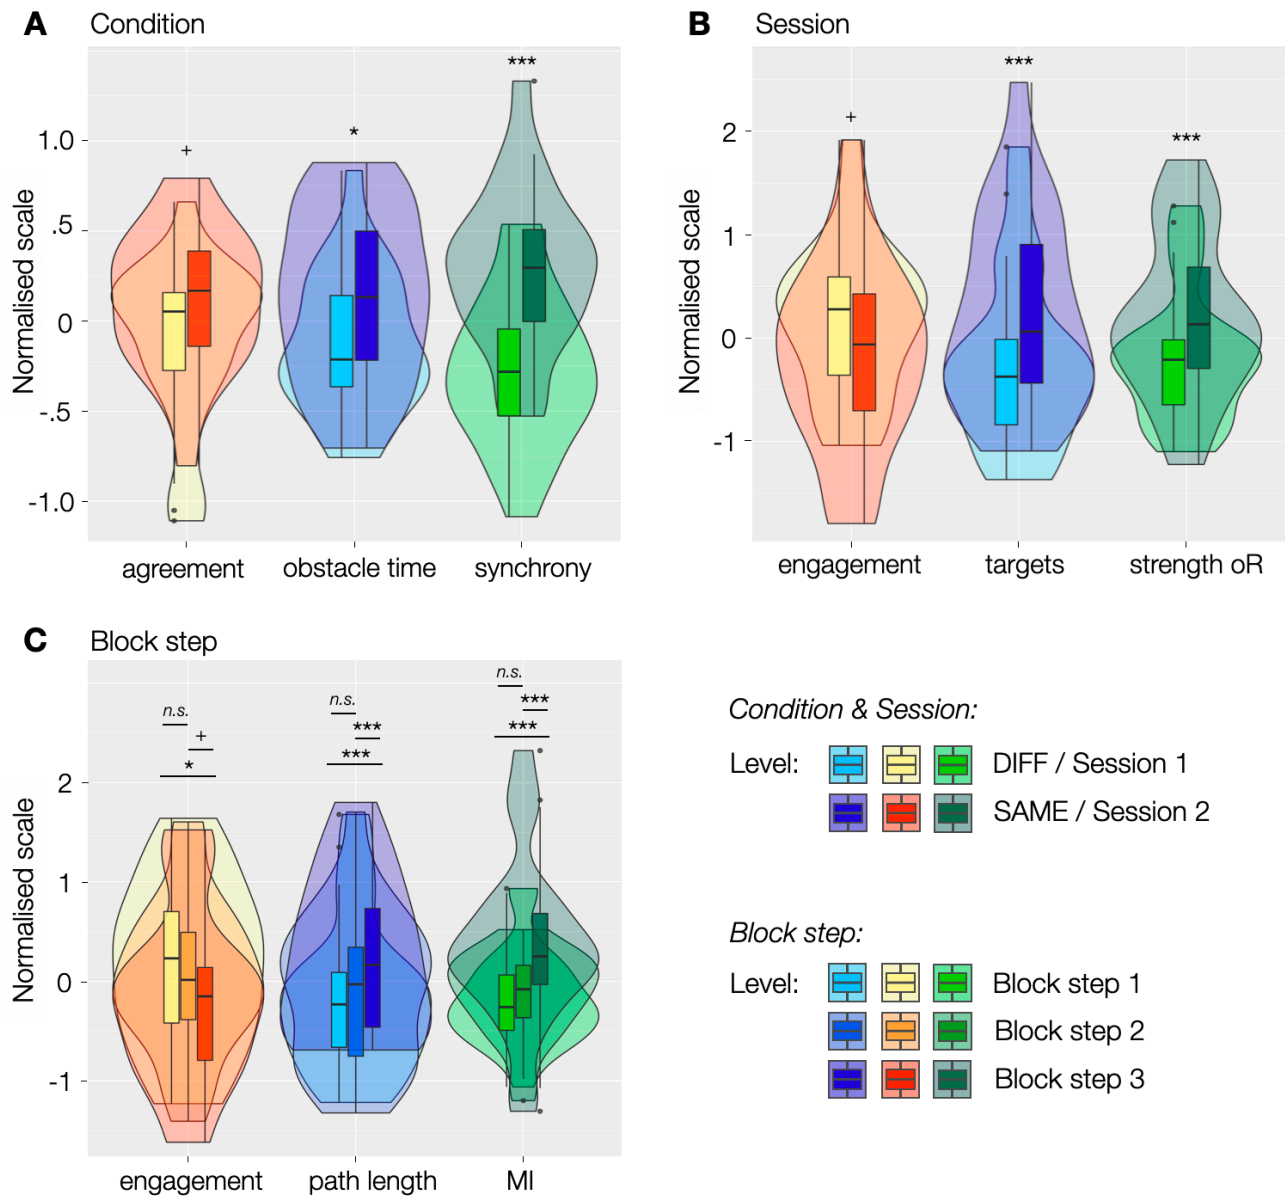 A Condition
Normalised scale
1.0
.5
0
-.5
-1.0
+
*
***
agreement
obstacle time
synchrony
B Session
Normalised scale
2
1
0
-1
+
***
***
engagement
targets
strength oR
C Block step
Normalised scale
2
1
0
-1
n.s.
+
*
n.s.
***
***
n.s.
***
***
engagement
path length
MI
Condition & Session:
Level: DIFF / Session 1
SAME / Session 2
Block step:
Level: Block step 1
Block step 2
Block step 3